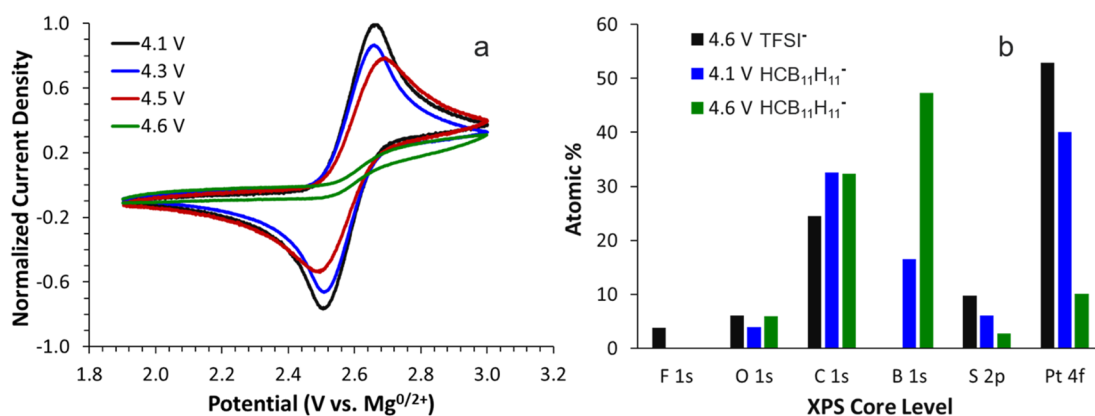 a
4.1 V
4.3 V
4.5 V
4.6 V
1.0
0.6
0.2
-0.2
-0.6
-1.0
1.8 2.0 2.2 2.4 2.6 2.8 3.0
Normalized Current Density
Potential (V vs. Mg⁰/²⁺)
b
4.6 V TFSI⁻
4.1 V HCB₁₁H₁₁⁻
4.6 V HCB₁₁H₁₁⁻
60
50
40
30
20
10
0
F 1s O 1s C 1s B 1s S 2p Pt 4f
Atomic %
XPS Core Level